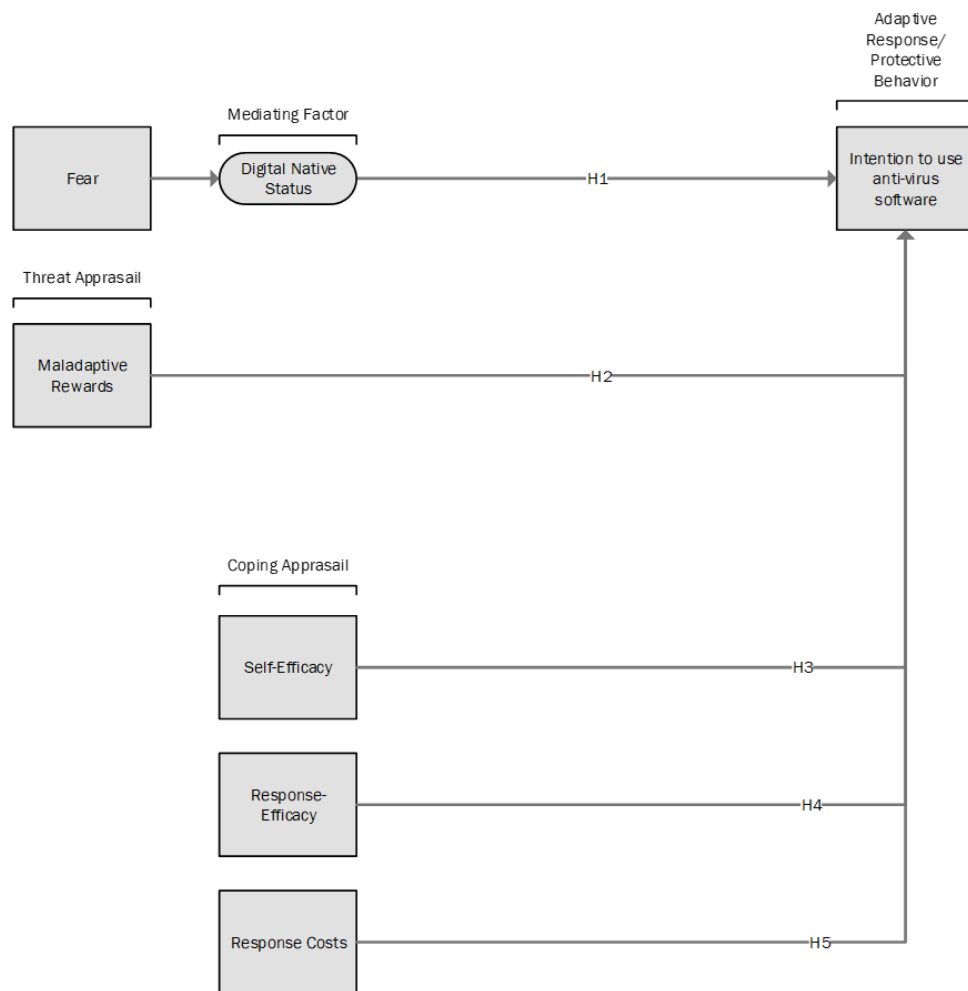 Adaptive
Response/
Protective
Behavior
Mediating Factor
Fear
Digital Native
Status
H1
Intention to use
anti-virus
software
Threat Apprasail
Maladaptive
Rewards
H2
Coping Apprasail
Self-Efficacy
H3
Response-
Efficacy
H4
Response Costs
H5